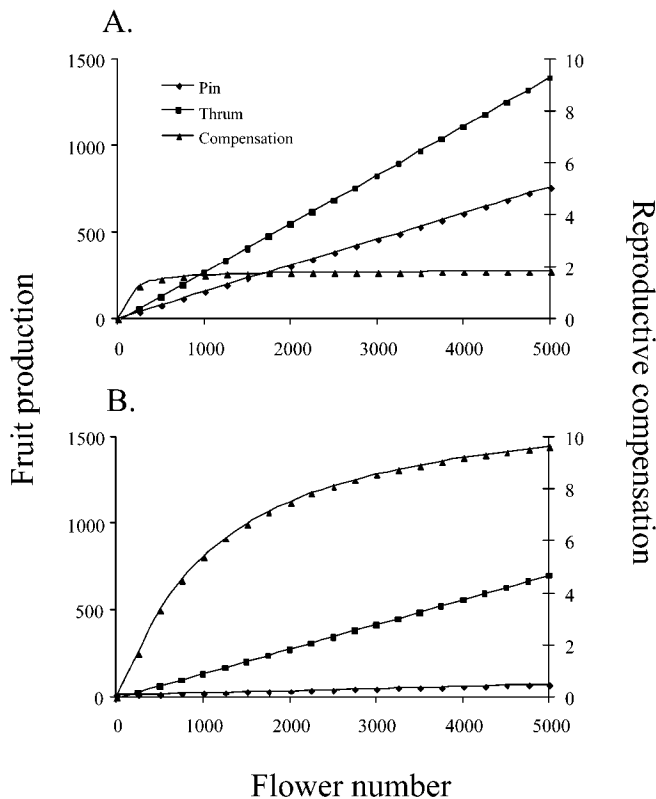 A.
1500
1000
500
0
10
8
6
4
2
0
Pin
Thrum
Compensation
0 1000 2000 3000 4000 5000
B.
1500
1000
500
0
10
8
6
4
2
0
0 1000 2000 3000 4000 5000
Fruit production
Reproductive compensation
Flower number